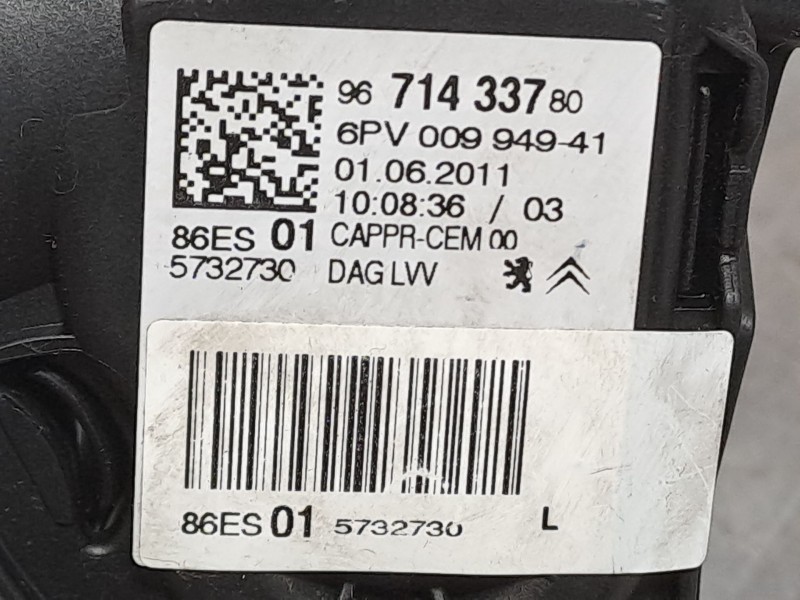 96 714 337 80
6PV 009 949-41
01.06.2011
10:08:36 / 03
86ES 01 CAPPR-CEM 00
5732730 DAG LVV
86ES 01 5732730 L